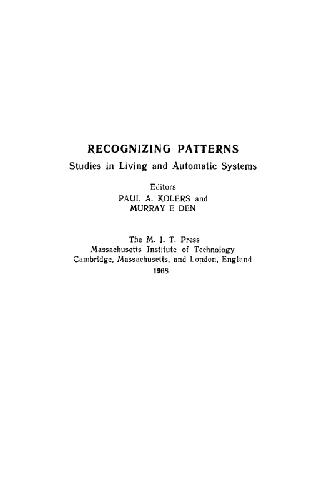 RECOGNIZING PATTERNS
Studies in Living and Automatic Systems
Editors
PAUL A. KOLERS and
MURRAY E DEN
The M. I. T. Press
Massachusetts Institute of Technology
Cambridge, Massachusetts, and London, England
1968